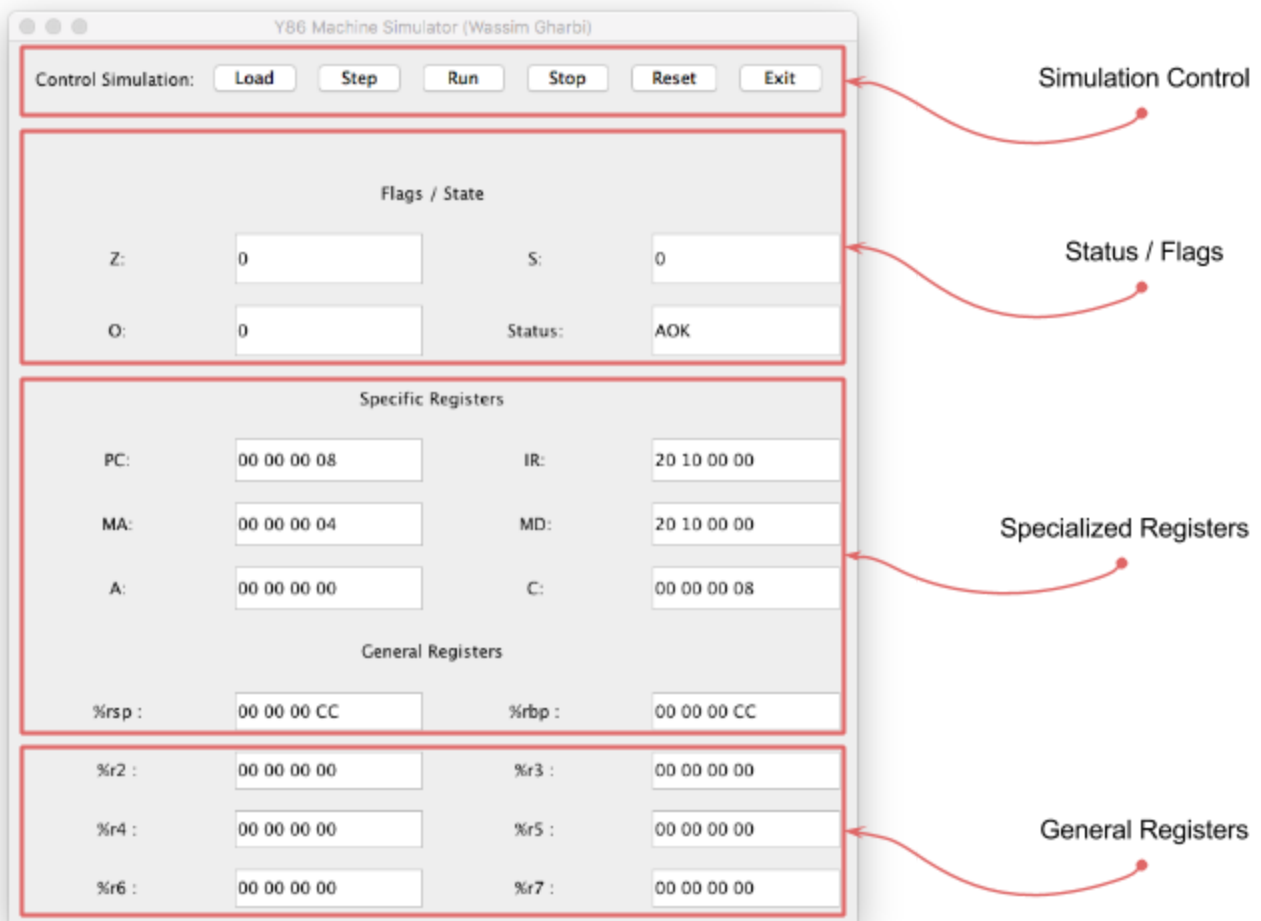 Y86 Machine Simulator (Wassim Gharbi)
Control Simulation: Load Step Run Stop Reset Exit
Simulation Control
Flags / State
Status / Flags
Z: 0 S: 0
O: 0 Status: AOK
Specific Registers
PC: 00 00 00 08 IR: 20 10 00 00
MA: 00 00 00 04 MD: 20 10 00 00
Specialized Registers
A: 00 00 00 00 C: 00 00 00 08
General Registers
%rsp : 00 00 00 CC %rbp : 00 00 00 CC
%r2 : 00 00 00 00 %r3 : 00 00 00 00
%r4 : 00 00 00 00 %r5 : 00 00 00 00
General Registers
%r6 : 00 00 00 00 %r7 : 00 00 00 00